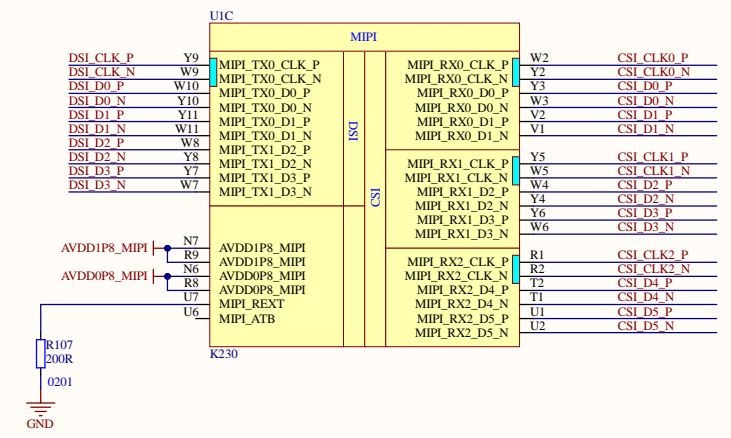 U1C
MIPI
DSI_CLK_P Y9 MIPI_TX0_CLK_P
DSI_CLK_N W9 MIPI_TX0_CLK_N
DSI_D0_P W10 MIPI_TX0_D0_P
DSI_D0_N Y10 MIPI_TX0_D0_N
DSI_D1_P Y11 MIPI_TX0_D1_P
DSI_D1_N W11 MIPI_TX0_D1_N
DSI_D2_P W8 MIPI_TX1_D2_P
DSI_D2_N Y8 MIPI_TX1_D2_N
DSI_D3_P Y7 MIPI_TX1_D3_P
DSI_D3_N W7 MIPI_TX1_D3_N
DSI
CSI
MIPI_RX0_CLK_P W2 CSI_CLK0_P
MIPI_RX0_CLK_N Y2 CSI_CLK0_N
MIPI_RX0_D0_P Y3 CSI_D0_P
MIPI_RX0_D0_N W3 CSI_D0_N
MIPI_RX0_D1_P V2 CSI_D1_P
MIPI_RX0_D1_N V1 CSI_D1_N
MIPI_RX1_CLK_P Y5 CSI_CLK1_P
MIPI_RX1_CLK_N W5 CSI_CLK1_N
MIPI_RX1_D2_P W4 CSI_D2_P
MIPI_RX1_D2_N Y4 CSI_D2_N
MIPI_RX1_D3_P Y6 CSI_D3_P
MIPI_RX1_D3_N W6 CSI_D3_N
MIPI_RX2_CLK_P R1 CSI_CLK2_P
MIPI_RX2_CLK_N R2 CSI_CLK2_N
MIPI_RX2_D4_P T2 CSI_D4_P
MIPI_RX2_D4_N T1 CSI_D4_N
MIPI_RX2_D5_P U1 CSI_D5_P
MIPI_RX2_D5_N U2 CSI_D5_N
AVDD1P8_MIPI N7 AVDD1P8_MIPI
R9 AVDD1P8_MIPI
AVDD0P8_MIPI N6 AVDD0P8_MIPI
R8 AVDD0P8_MIPI
U7 MIPI_REXT
U6 MIPI_ATB
K230
R107
200R
0201
GND